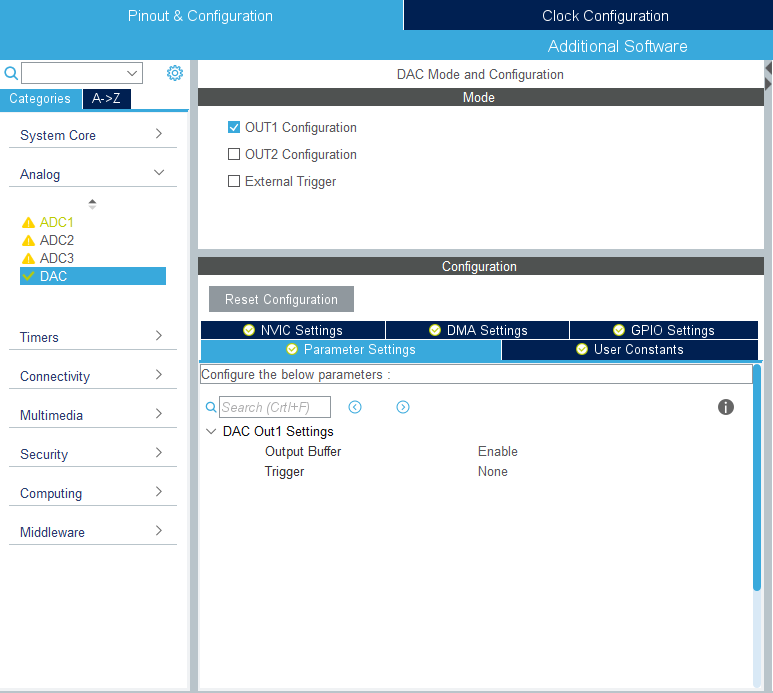 Pinout & Configuration
Clock Configuration
Additional Software
Categories
A->Z
System Core
Analog
ADC1
ADC2
ADC3
DAC
Timers
Connectivity
Multimedia
Security
Computing
Middleware
DAC Mode and Configuration
Mode
OUT1 Configuration
OUT2 Configuration
External Trigger
Configuration
Reset Configuration
NVIC Settings
DMA Settings
GPIO Settings
Parameter Settings
User Constants
Configure the below parameters :
Search (Crtl+F)
DAC Out1 Settings
Output Buffer Enable
Trigger None